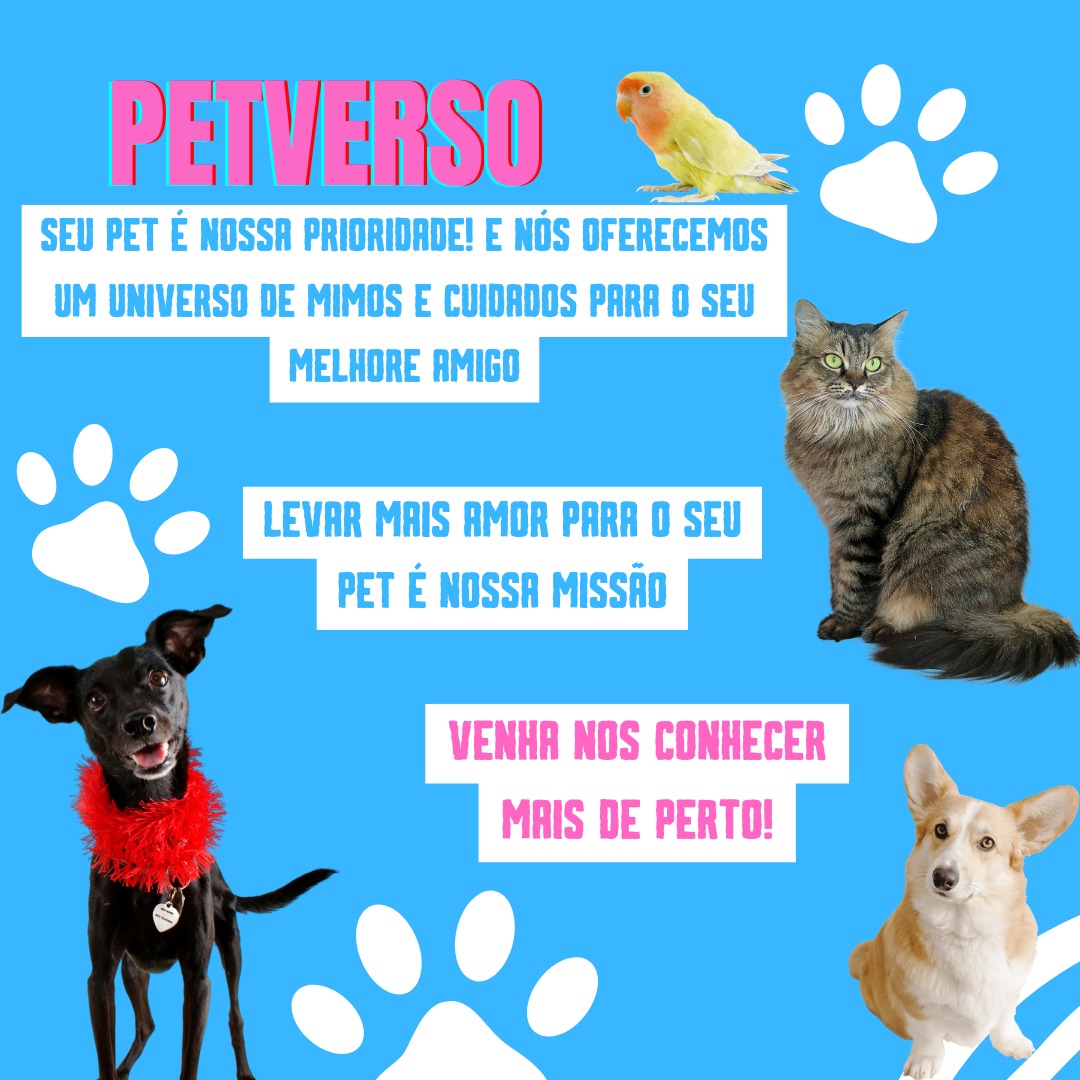 PETVERSO
SEU PET É NOSSA PRIORIDADE! E NÓS OFERECEMOS
UM UNIVERSO DE MIMOS E CUIDADOS PARA O SEU
MELHORE AMIGO
LEVAR MAIS AMOR PARA O SEU
PET É NOSSA MISSÃO
VENHA NOS CONHECER
MAIS DE PERTO!